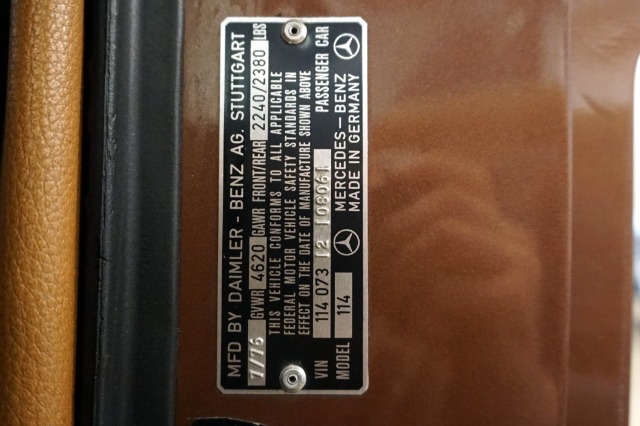 MFD BY DAIMLER-BENZ AG. STUTTGART
7/76 GVWR 4620 GAWR FRONT/REAR 2240/2380 LBS
THIS VEHICLE CONFORMS TO ALL APPLICABLE
FEDERAL MOTOR VEHICLE SAFETY STANDARDS IN
EFFECT ON THE DATE OF MANUFACTURE SHOWN ABOVE
VIN 114 073 12 108061 PASSENGER CAR
MODEL 114 MERCEDES-BENZ
MADE IN GERMANY